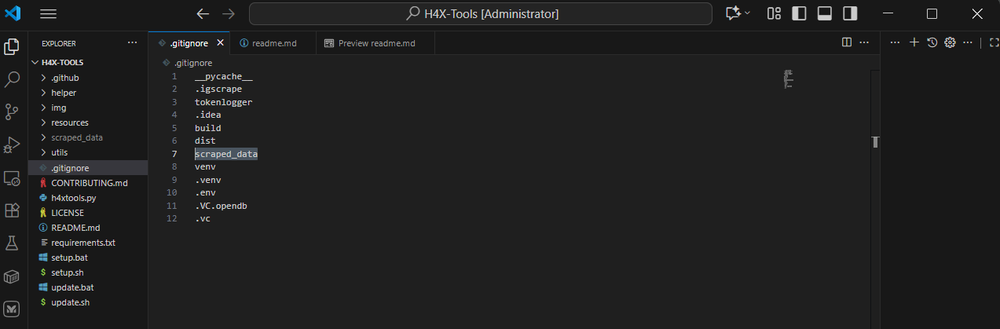 H4X-Tools [Administrator]
EXPLORER
H4X-TOOLS
.github
helper
img
resources
scraped_data
utils
.gitignore
CONTRIBUTING.md
h4xtools.py
LICENSE
README.md
requirements.txt
setup.bat
setup.sh
update.bat
update.sh
.gitignore
readme.md
Preview readme.md
.gitignore
1 __pycache__
2 .igscrape
3 tokenlogger
4 .idea
5 build
6 dist
7 scraped_data
8 venv
9 .venv
10 .env
11 .VC.opendb
12 .vc